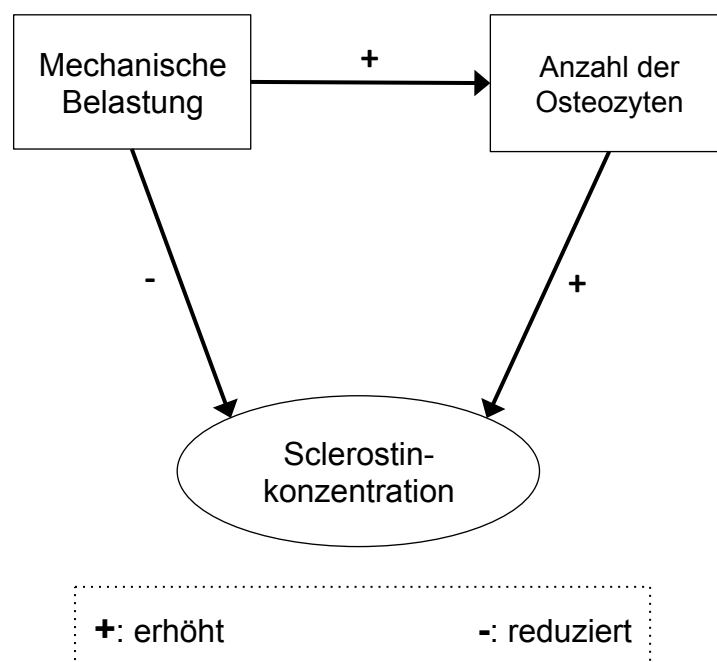 Mechanische
Belastung
+
Anzahl der
Osteozyten
-
+
Sclerostin-
konzentration
+: erhöht
-: reduziert